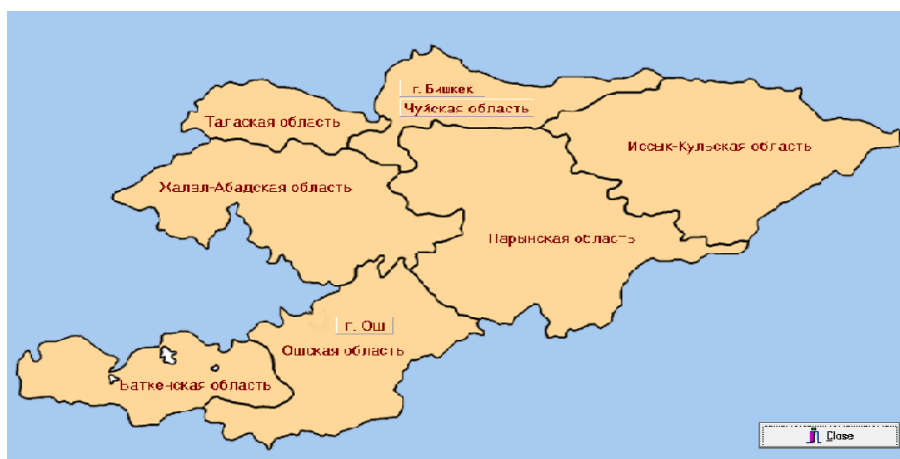 г. Бишкек
Чуйская область
Талаская область
Иссык-Кульская область
Жалал-Абадская область
Нарынская область
г. Ош
Ошская область
Баткенская область
Close